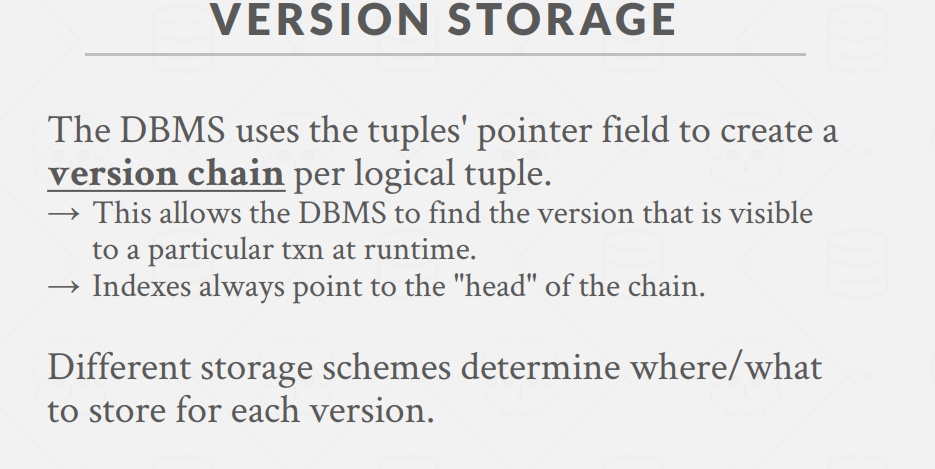 VERSION STORAGE
The DBMS uses the tuples' pointer field to create a
version chain per logical tuple.
→ This allows the DBMS to find the version that is visible
to a particular txn at runtime.
→ Indexes always point to the "head" of the chain.
Different storage schemes determine where/what
to store for each version.